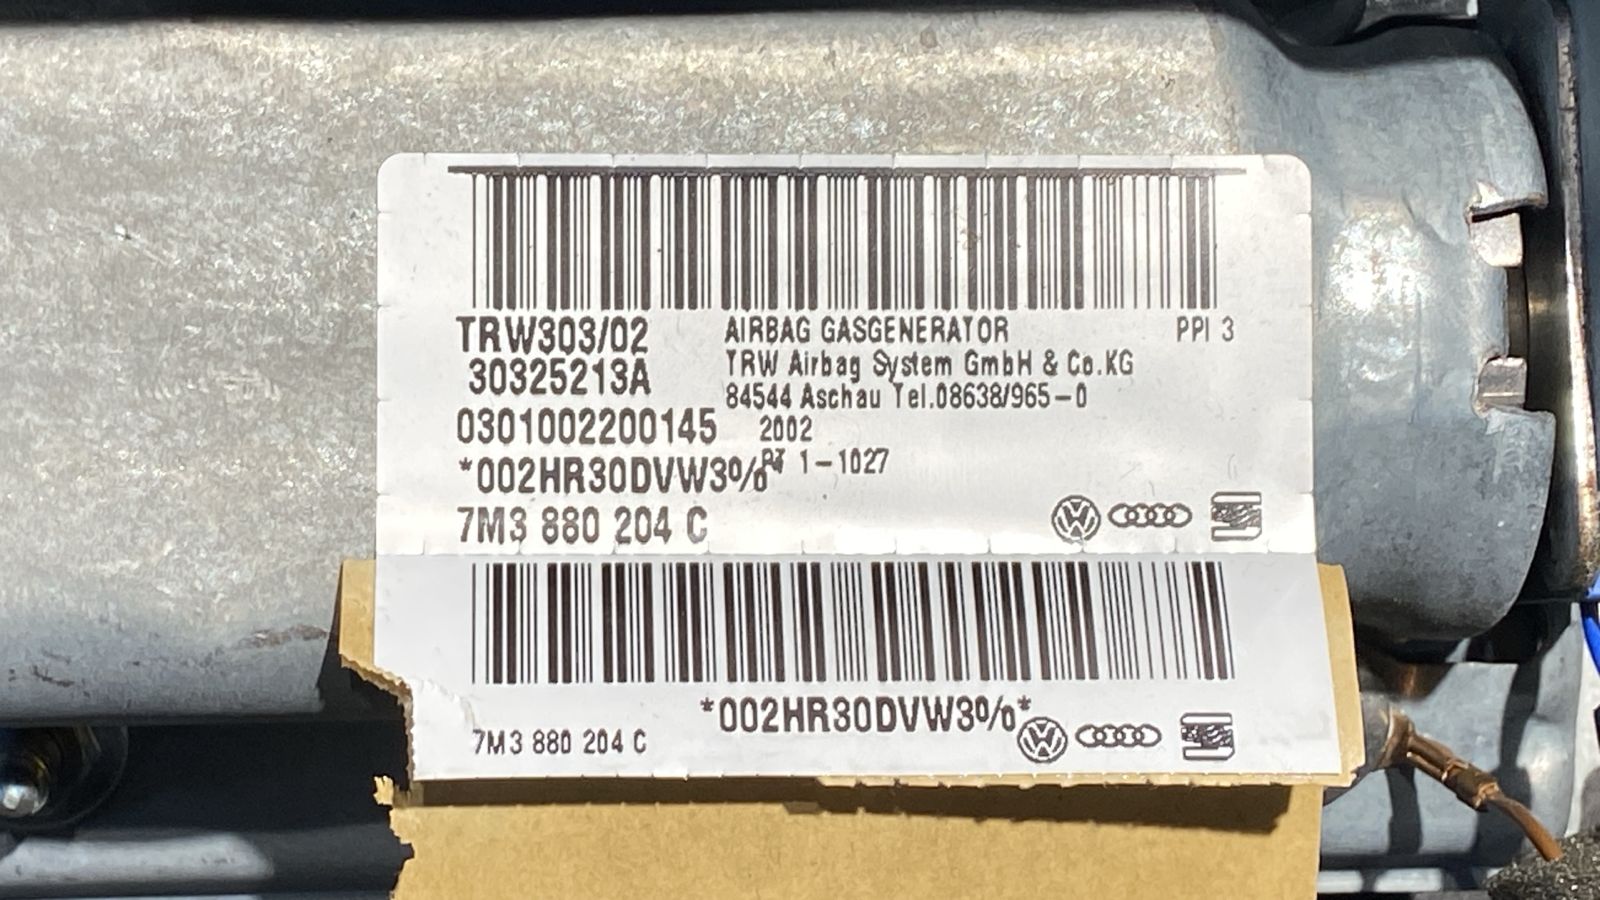 TRW303/02
30325213A
0301002200145
*002HR30DVW3%*
7M3 880 204 C
AIRBAG GASGENERATOR PPI 3
TRW Airbag System GmbH & Co.KG
84544 Aschau Tel.08638/965-0
2002
1-1027
*002HR30DVW3%*
7M3 880 204 C